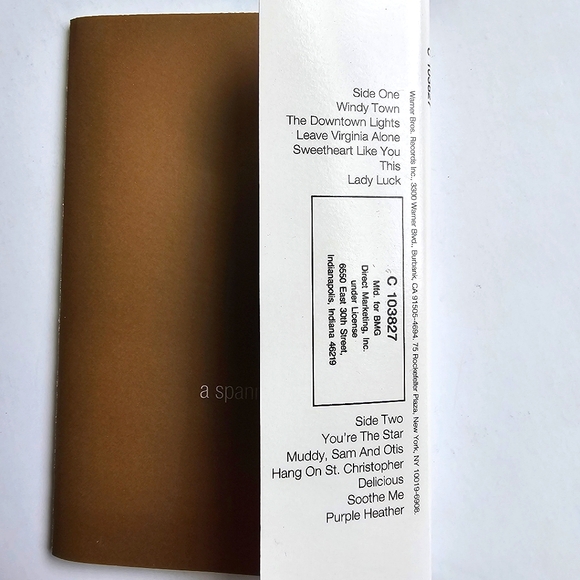 Side One
Windy Town
The Downtown Lights
Leave Virginia Alone
Sweetheart Like You
This
Lady Luck
C 103827
Mfd. for BMG
Direct Marketing, Inc.
under License
6550 East 30th Street,
Indianapolis, Indiana 46219
Side Two
You're The Star
Muddy, Sam And Otis
Hang On St. Christopher
Delicious
Soothe Me
Purple Heather
Warner Bros. Records Inc., 3300 Warner Blvd., Burbank, CA 91505-4694. 75 Rockefeller Plaza, New York, NY 10019-6908.
C 103827
a spann